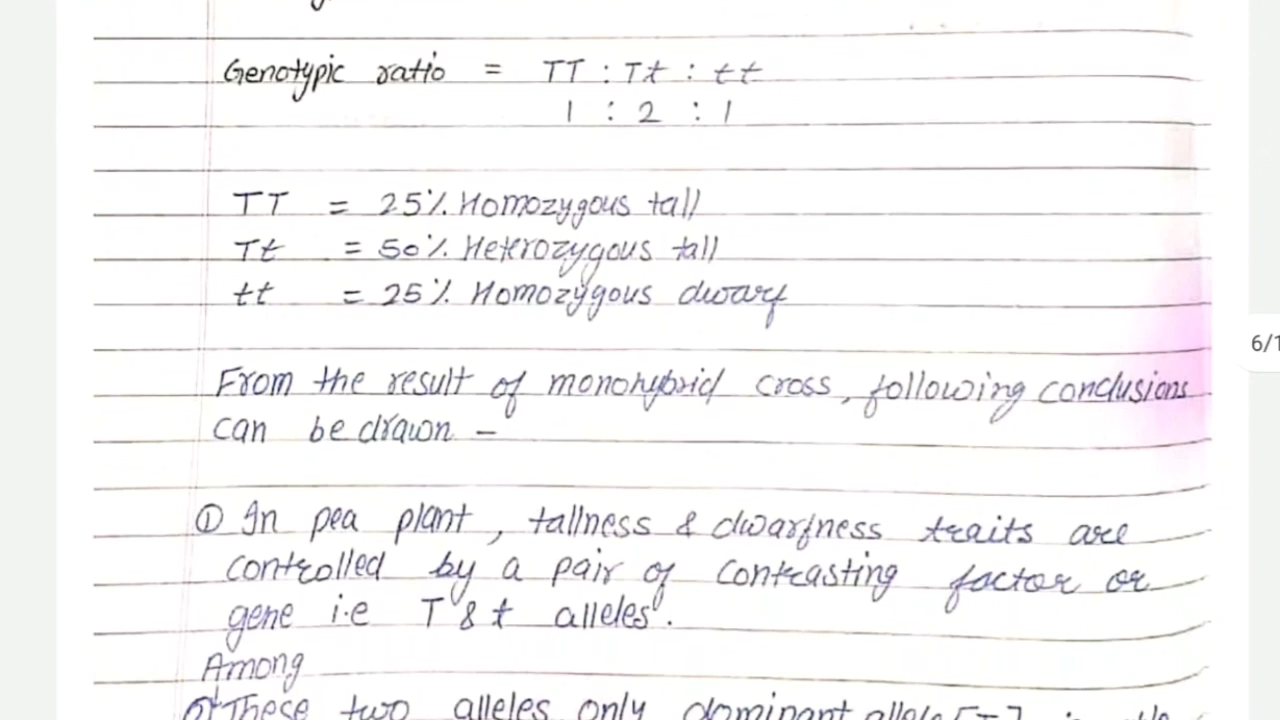 Genotypic ratio = TT : Tt : tt
1 : 2 : 1
TT = 25% Homozygous tall
Tt = 50% Heterozygous tall
tt = 25% Homozygous dwarf
6/1
From the result of monohybrid cross, following conclusions
can be drawn –
① In pea plant, tallness & dwarfness traits are
controlled by a pair of contrasting factor or
gene i.e T & t alleles.
Among
These two alleles only dominant allele [T]